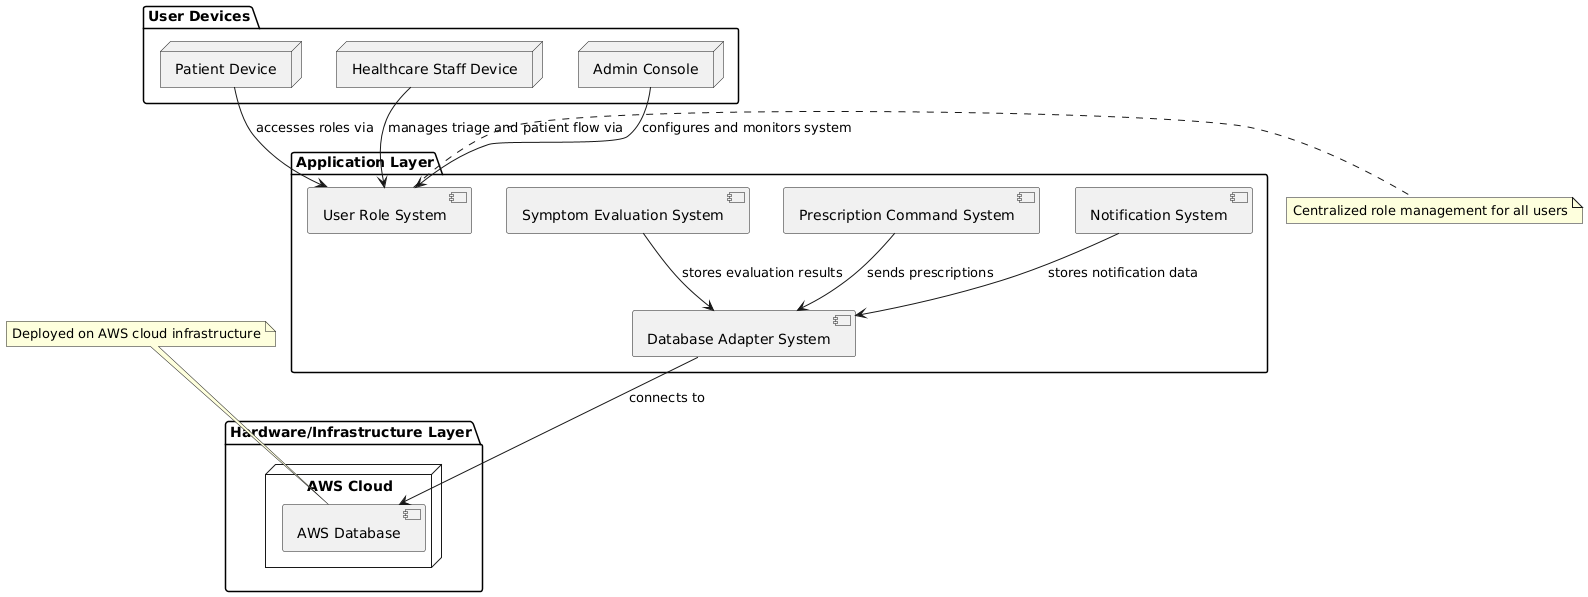 User Devices
Patient Device
Healthcare Staff Device
Admin Console
accesses roles via
manages triage and patient flow via
configures and monitors system
Application Layer
User Role System
Symptom Evaluation System
Prescription Command System
Notification System
Centralized role management for all users
stores evaluation results
sends prescriptions
stores notification data
Database Adapter System
Deployed on AWS cloud infrastructure
connects to
Hardware/Infrastructure Layer
AWS Cloud
AWS Database